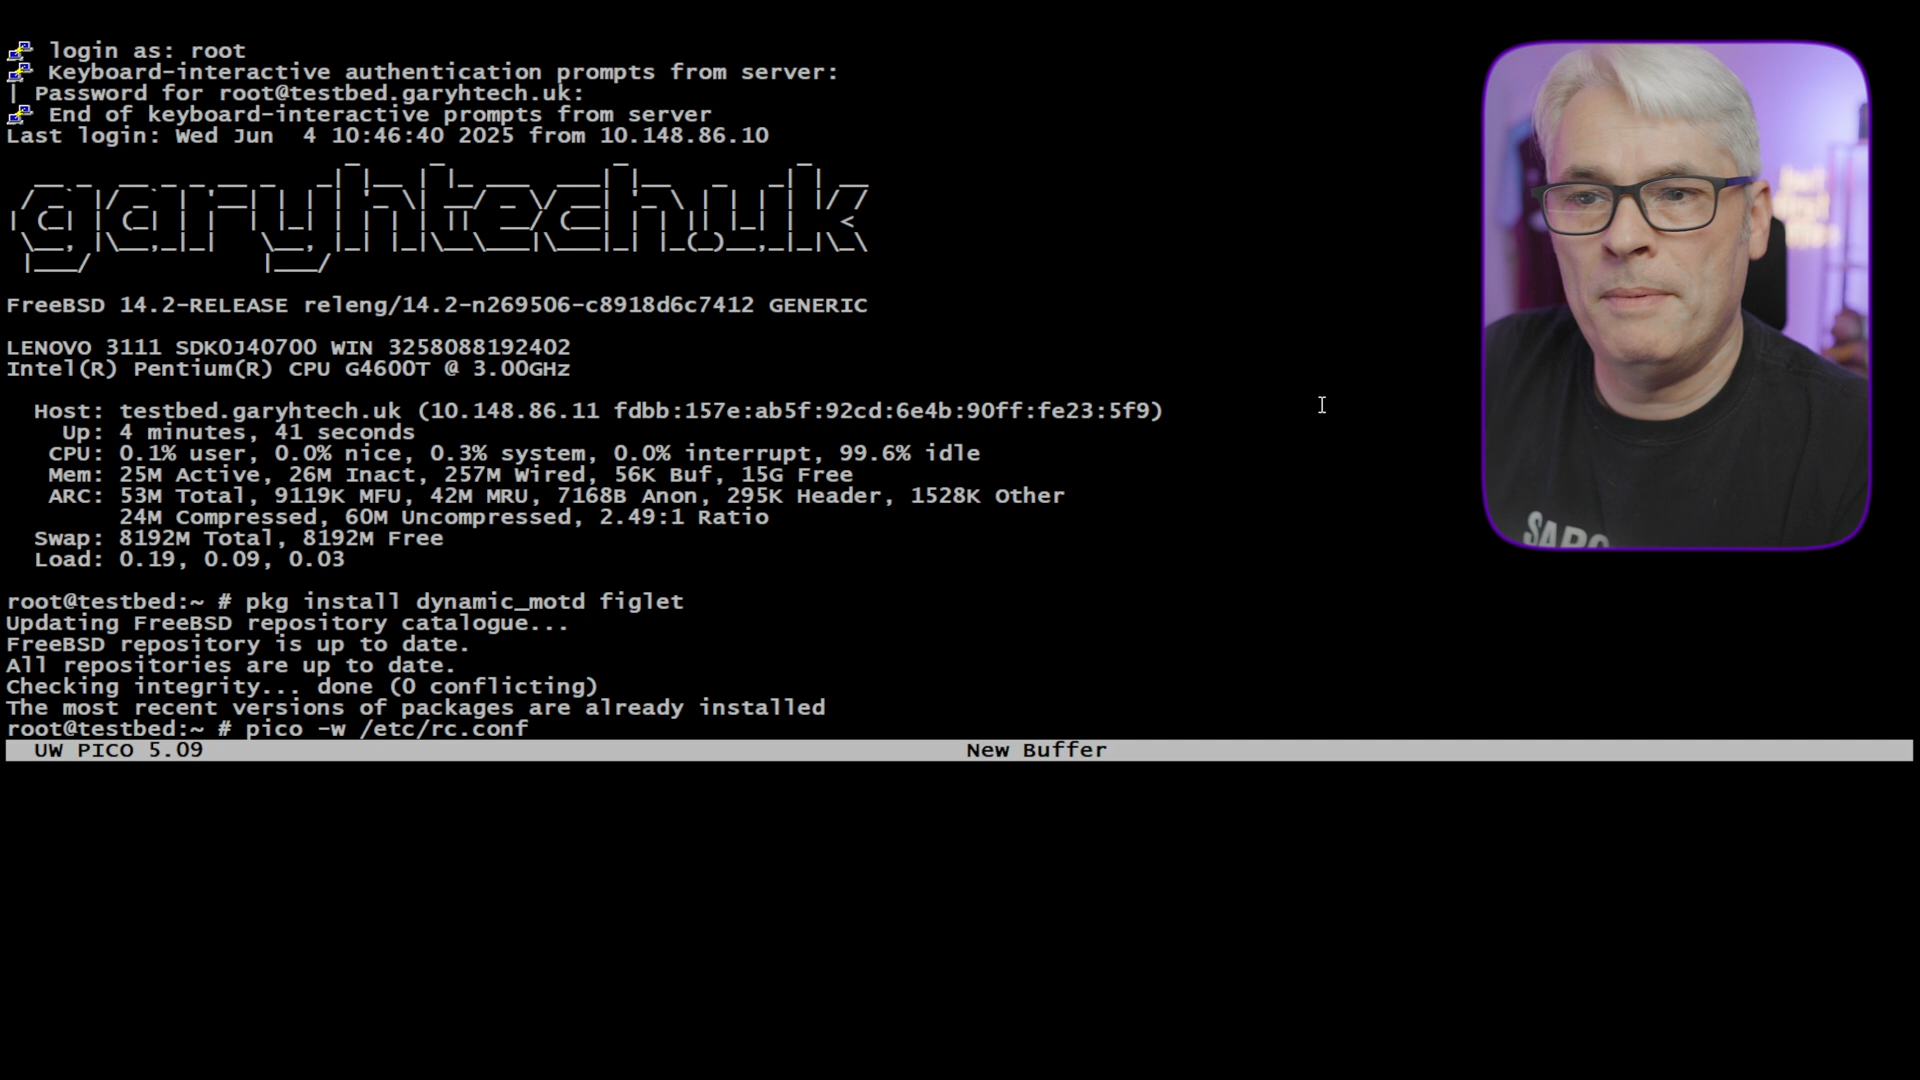 login as: root
Keyboard-interactive authentication prompts from server:
| Password for root@testbed.garyhtech.uk:
End of keyboard-interactive prompts from server
Last login: Wed Jun  4 10:46:40 2025 from 10.148.86.10
garyhtech.uk
FreeBSD 14.2-RELEASE releng/14.2-n269506-c8918d6c7412 GENERIC
LENOVO 3111 SDK0J40700 WIN 3258088192402
Intel(R) Pentium(R) CPU G4600T @ 3.00GHz
Host: testbed.garyhtech.uk (10.148.86.11 fdbb:157e:ab5f:92cd:6e4b:90ff:fe23:5f9)
Up: 4 minutes, 41 seconds
CPU: 0.1% user, 0.0% nice, 0.3% system, 0.0% interrupt, 99.6% idle
Mem: 25M Active, 26M Inact, 257M Wired, 56K Buf, 15G Free
ARC: 53M Total, 9119K MFU, 42M MRU, 7168B Anon, 295K Header, 1528K Other
24M Compressed, 60M Uncompressed, 2.49:1 Ratio
Swap: 8192M Total, 8192M Free
Load: 0.19, 0.09, 0.03
root@testbed:~ # pkg install dynamic_motd figlet
Updating FreeBSD repository catalogue...
FreeBSD repository is up to date.
All repositories are up to date.
Checking integrity... done (0 conflicting)
The most recent versions of packages are already installed
root@testbed:~ # pico -w /etc/rc.conf
UW PICO 5.09 New Buffer